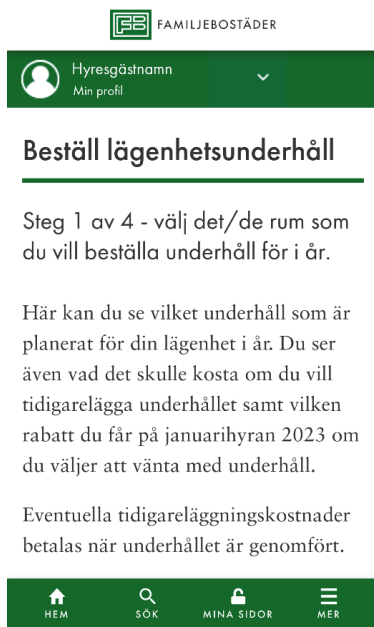 FB FAMILJEBOSTÄDER
Hyresgästnamn
Min profil
Beställ lägenhetsunderhåll
Steg 1 av 4 - välj det/de rum som
du vill beställa underhåll för i år.
Här kan du se vilket underhåll som är
planerat för din lägenhet i år. Du ser
även vad det skulle kosta om du vill
tidigarelägga underhållet samt vilken
rabatt du får på januarihyran 2023 om
du väljer att vänta med underhåll.
Eventuella tidigareläggningskostnader
betalas när underhållet är genomfört.
HEM SÖK MINA SIDOR MER